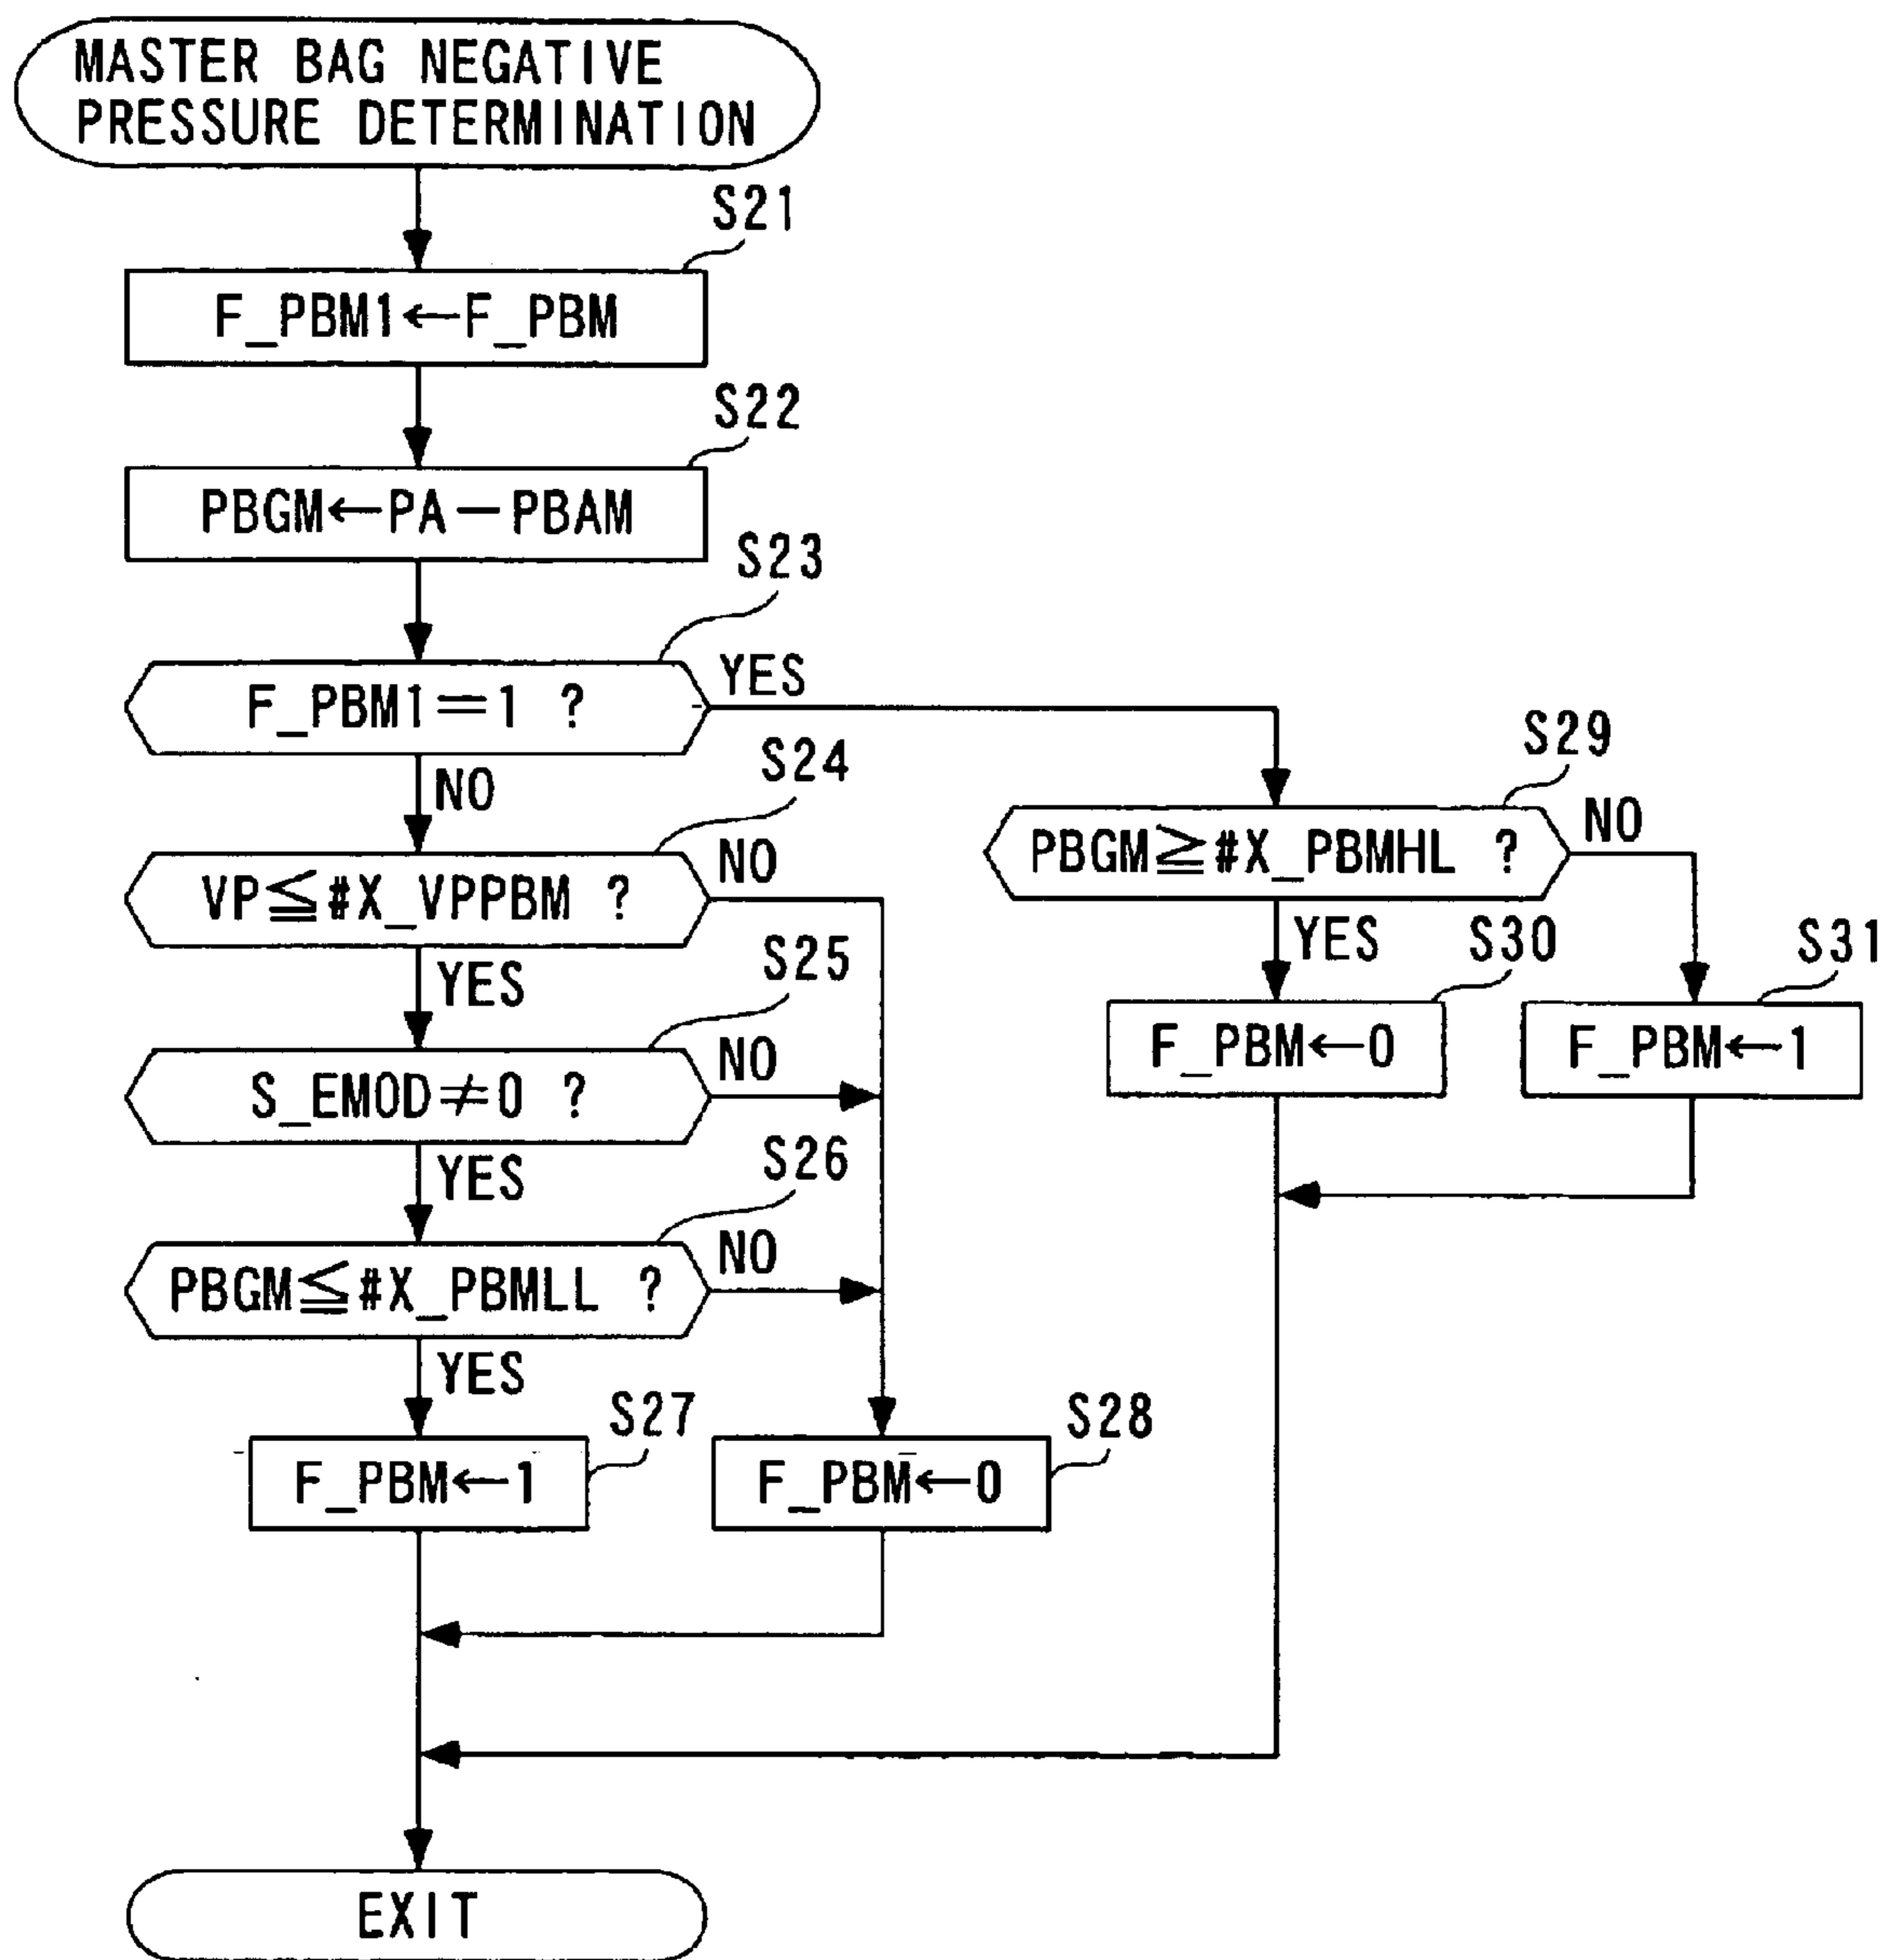 MASTER BAG NEGATIVE
PRESSURE DETERMINATION
S21
F_PBM1←F_PBM
S22
PBGM←PA—PBAM
S23
F_PBM1=1 ?
YES
NO
S24
VP≦#X_VPPBM ?
NO
YES
S25
S_EMOD≠0 ?
NO
YES
S26
PBGM≦#X_PBMLL ?
NO
YES
S27
F_PBM←1
S28
F_PBM←0
S29
PBGM≧#X_PBMHL ?
NO
YES
S30
F_PBM←0
S31
F_PBM←1
EXIT